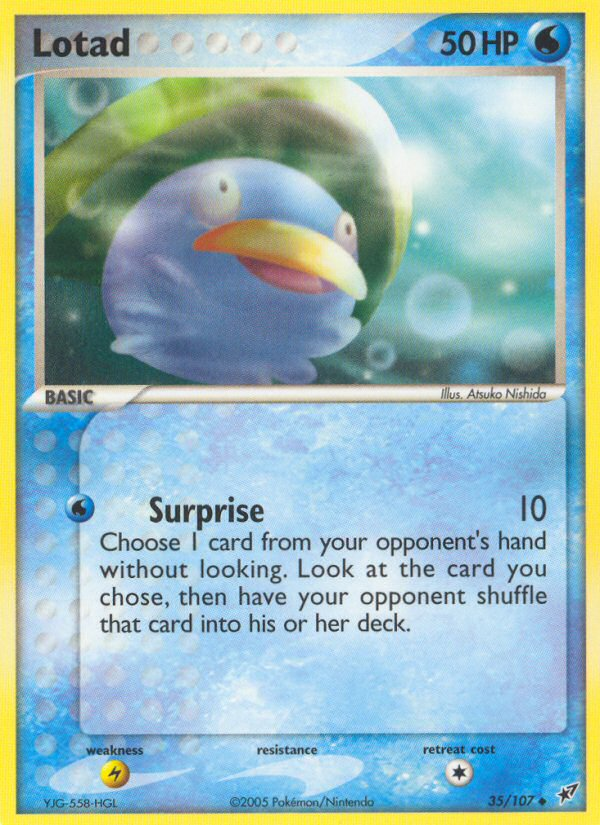 Lotad
50 HP
BASIC
Illus. Atsuko Nishida
Surprise 10
Choose 1 card from your opponent's hand
without looking. Look at the card you
chose, then have your opponent shuffle
that card into his or her deck.
weakness resistance retreat cost
YJG-558-HGL ©2005 Pokémon/Nintendo 35/107